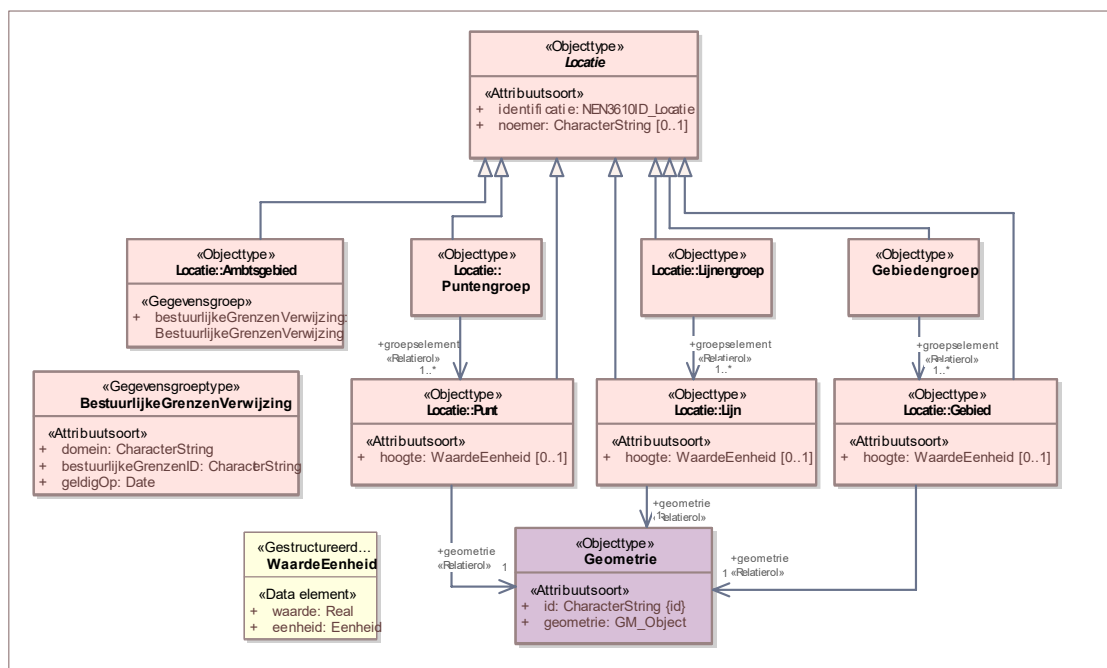 «Objecttype»
Locatie
«Attribuutsoort»
+ identificatie: NEN3610ID_Locatie
+ noemer: CharacterString [0..1]
«Objecttype»
Locatie::Ambtsgebied
«Gegevensgroep»
+ bestuurlijkeGrenzenVerwijzing:
BestuurlijkeGrenzenVerwijzing
«Objecttype»
Locatie::
Puntengroep
«Objecttype»
Locatie::Lijnengroep
«Objecttype»
Gebiedengroep
+groepselement
«Relatierol»
1..*
+groepselement
«Relatierol»
1..*
+groepselement
«Relatierol»
1..*
«Gegevensgroeptype»
BestuurlijkeGrenzenVerwijzing
«Attribuutsoort»
+ domein: CharacterString
+ bestuurlijkeGrenzenID: CharacterString
+ geldigOp: Date
«Objecttype»
Locatie::Punt
«Attribuutsoort»
+ hoogte: WaardeEenheid [0..1]
«Objecttype»
Locatie::Lijn
«Attribuutsoort»
+ hoogte: WaardeEenheid [0..1]
«Objecttype»
Locatie::Gebied
«Attribuutsoort»
+ hoogte: WaardeEenheid [0..1]
+geometrie
«Relatierol»
1
+geometrie
1
«Relatierol»
+geometrie
«Relatierol»
1
«Gestructureerd...
WaardeEenheid
«Data element»
+ waarde: Real
+ eenheid: Eenheid
«Objecttype»
Geometrie
«Attribuutsoort»
+ id: CharacterString {id}
+ geometrie: GM_Object